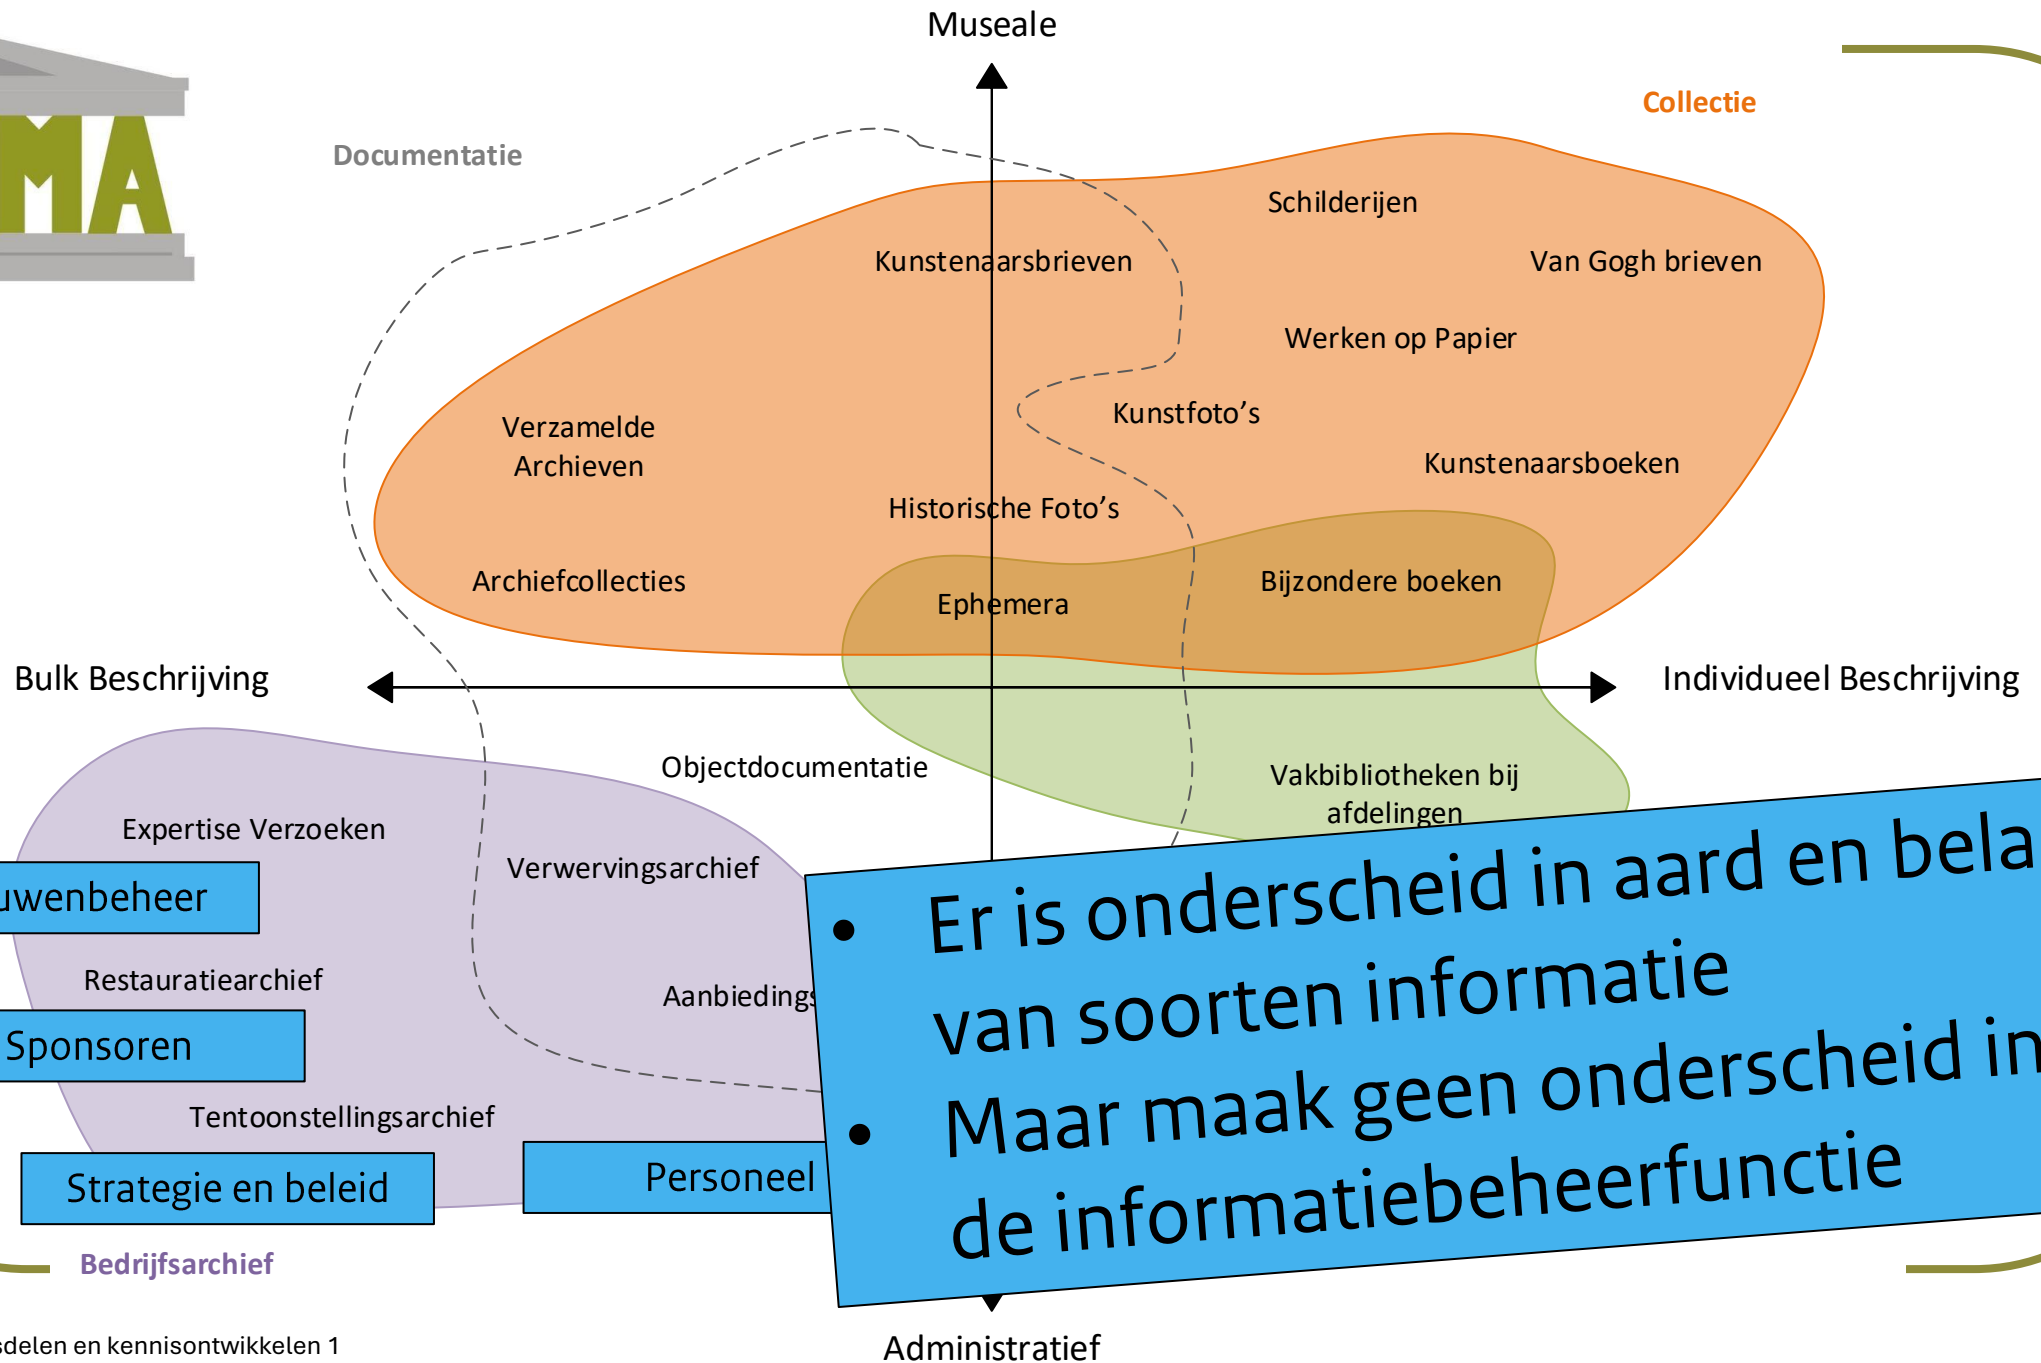 Museale
Collectie
MA
Documentatie
Schilderijen
Kunstenaarsbrieven
Van Gogh brieven
Werken op Papier
Kunstfoto’s
Verzamelde
Archieven
Kunstenaarsboeken
Historische Foto’s
Archiefcollecties
Ephemera
Bijzondere boeken
Bulk Beschrijving
Individueel Beschrijving
Objectdocumentatie
Vakbibliotheken bij
afdelingen
Expertise Verzoeken
Verwervingsarchief
uwenbeheer
Restauratiearchief
Aanbiedings
Sponsoren
Tentoonstellingsarchief
Strategie en beleid
Personeel
• Er is onderscheid in aard en bela
van soorten informatie
• Maar maak geen onderscheid in
de informatiebeheerfunctie
Bedrijfsarchief
sdelen en kennisontwikkelen 1
Administratief